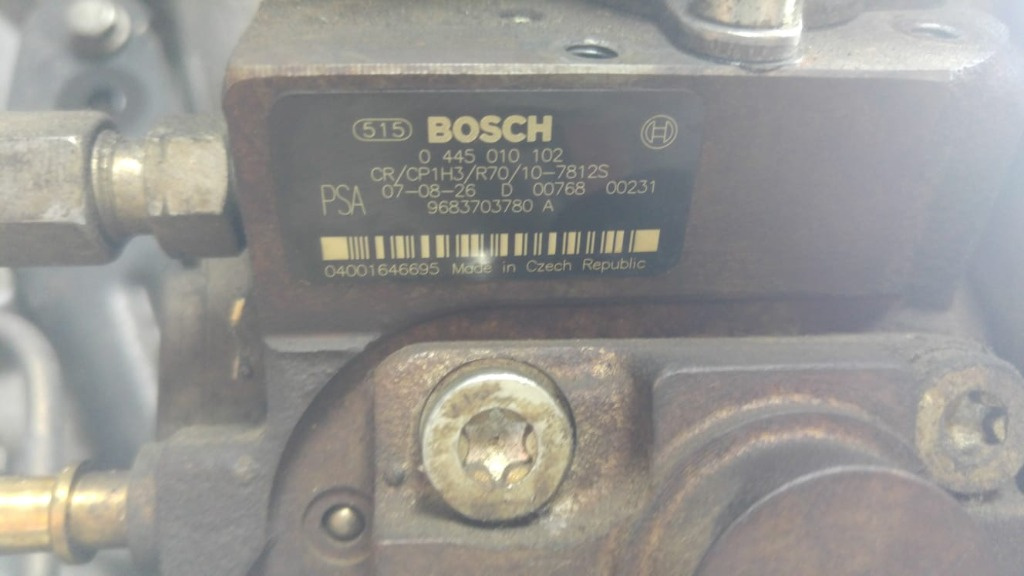 515 BOSCH
0 445 010 102
CR/CP1H3/R70/10-7812S
PSA 07-08-26 D 00768 00231
9683703780 A
04001646695 Made in Czech Republic